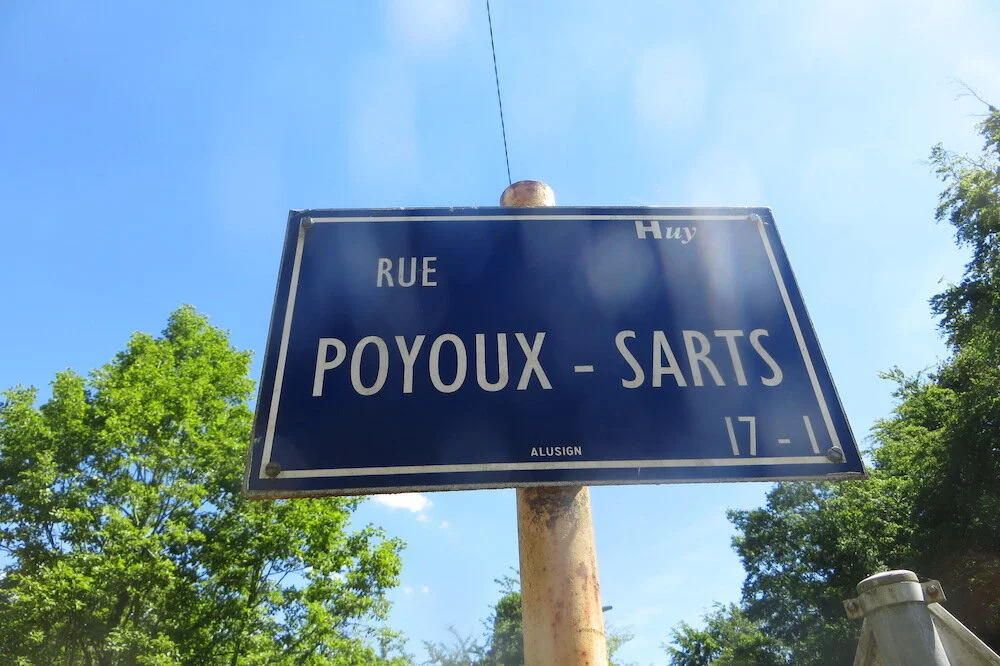 Huy
RUE
POYOUX - SARTS
17 - 1
ALUSIGN